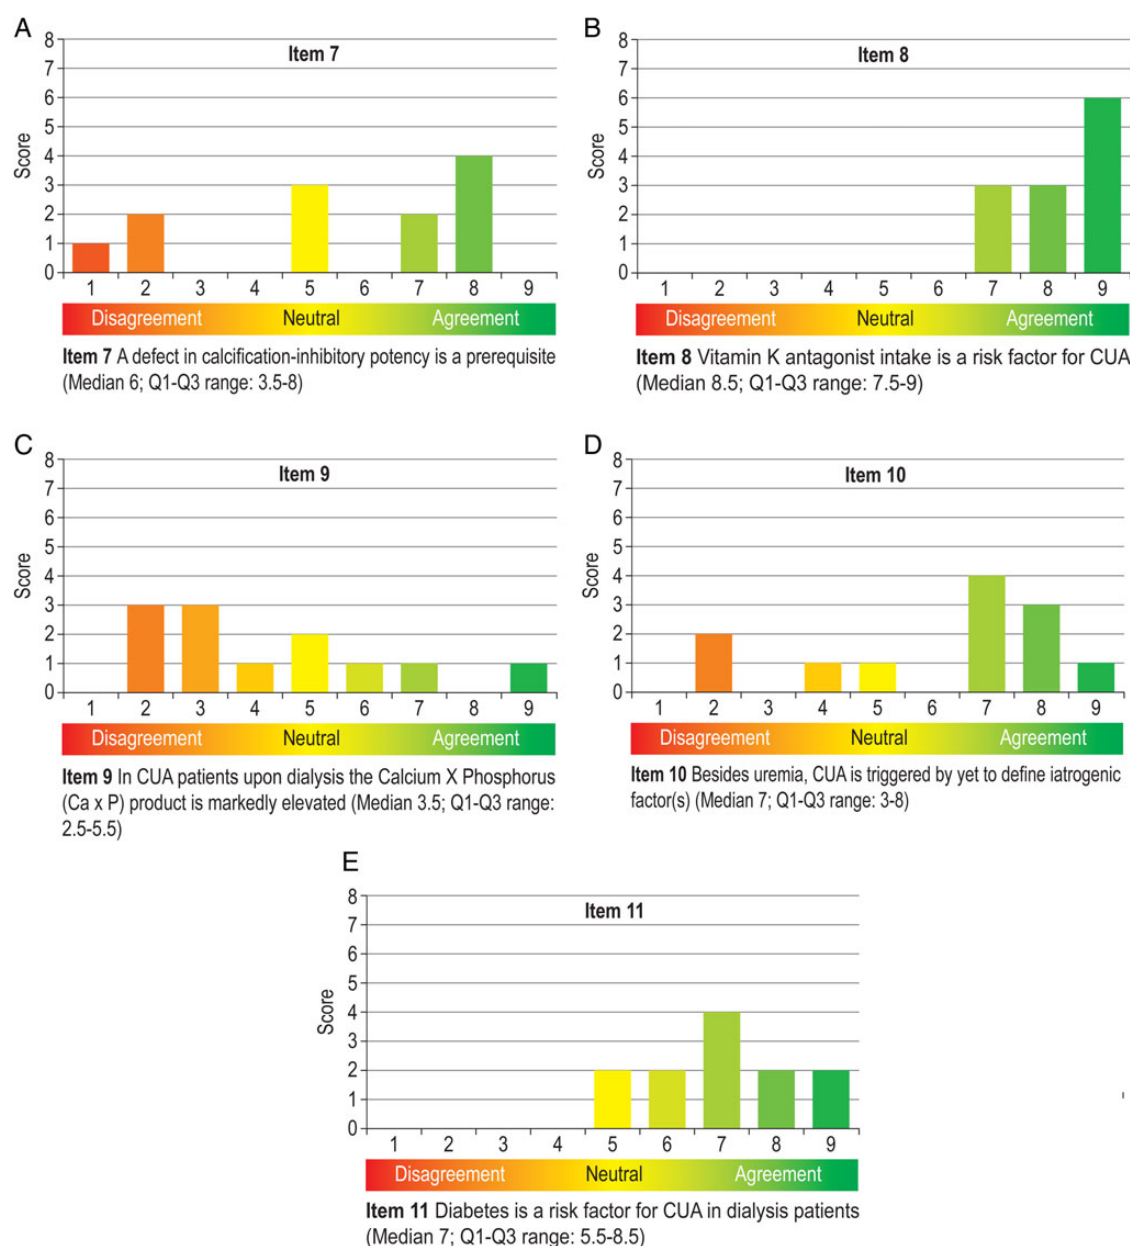 A
B
Item 7
Item 8
8
7
6
5
4
3
2
1
0
Score
1 2 3 4 5 6 7 8 9
Disagreement Neutral Agreement
8
7
6
5
4
3
2
1
0
Score
1 2 3 4 5 6 7 8 9
Disagreement Neutral Agreement
Item 7 A defect in calcification-inhibitory potency is a prerequisite
(Median 6; Q1-Q3 range: 3.5-8)
Item 8 Vitamin K antagonist intake is a risk factor for CUA
(Median 8.5; Q1-Q3 range: 7.5-9)
C
D
Item 9
Item 10
8
7
6
5
4
3
2
1
0
Score
1 2 3 4 5 6 7 8 9
Disagreement Neutral Agreement
8
7
6
5
4
3
2
1
0
Score
1 2 3 4 5 6 7 8 9
Disagreement Neutral Agreement
Item 9 In CUA patients upon dialysis the Calcium X Phosphorus
(Ca x P) product is markedly elevated (Median 3.5; Q1-Q3 range:
2.5-5.5)
Item 10 Besides uremia, CUA is triggered by yet to define iatrogenic
factor(s) (Median 7; Q1-Q3 range: 3-8)
E
Item 11
8
7
6
5
4
3
2
1
0
Score
1 2 3 4 5 6 7 8 9
Disagreement Neutral Agreement
Item 11 Diabetes is a risk factor for CUA in dialysis patients
(Median 7; Q1-Q3 range: 5.5-8.5)